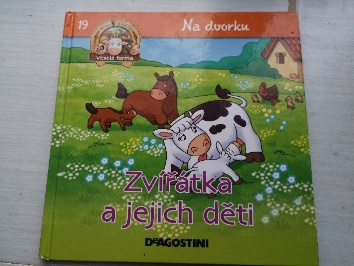 19
Na dvorku
Veselá farma
Zvířátka
a jejich děti
DeAGOSTINI